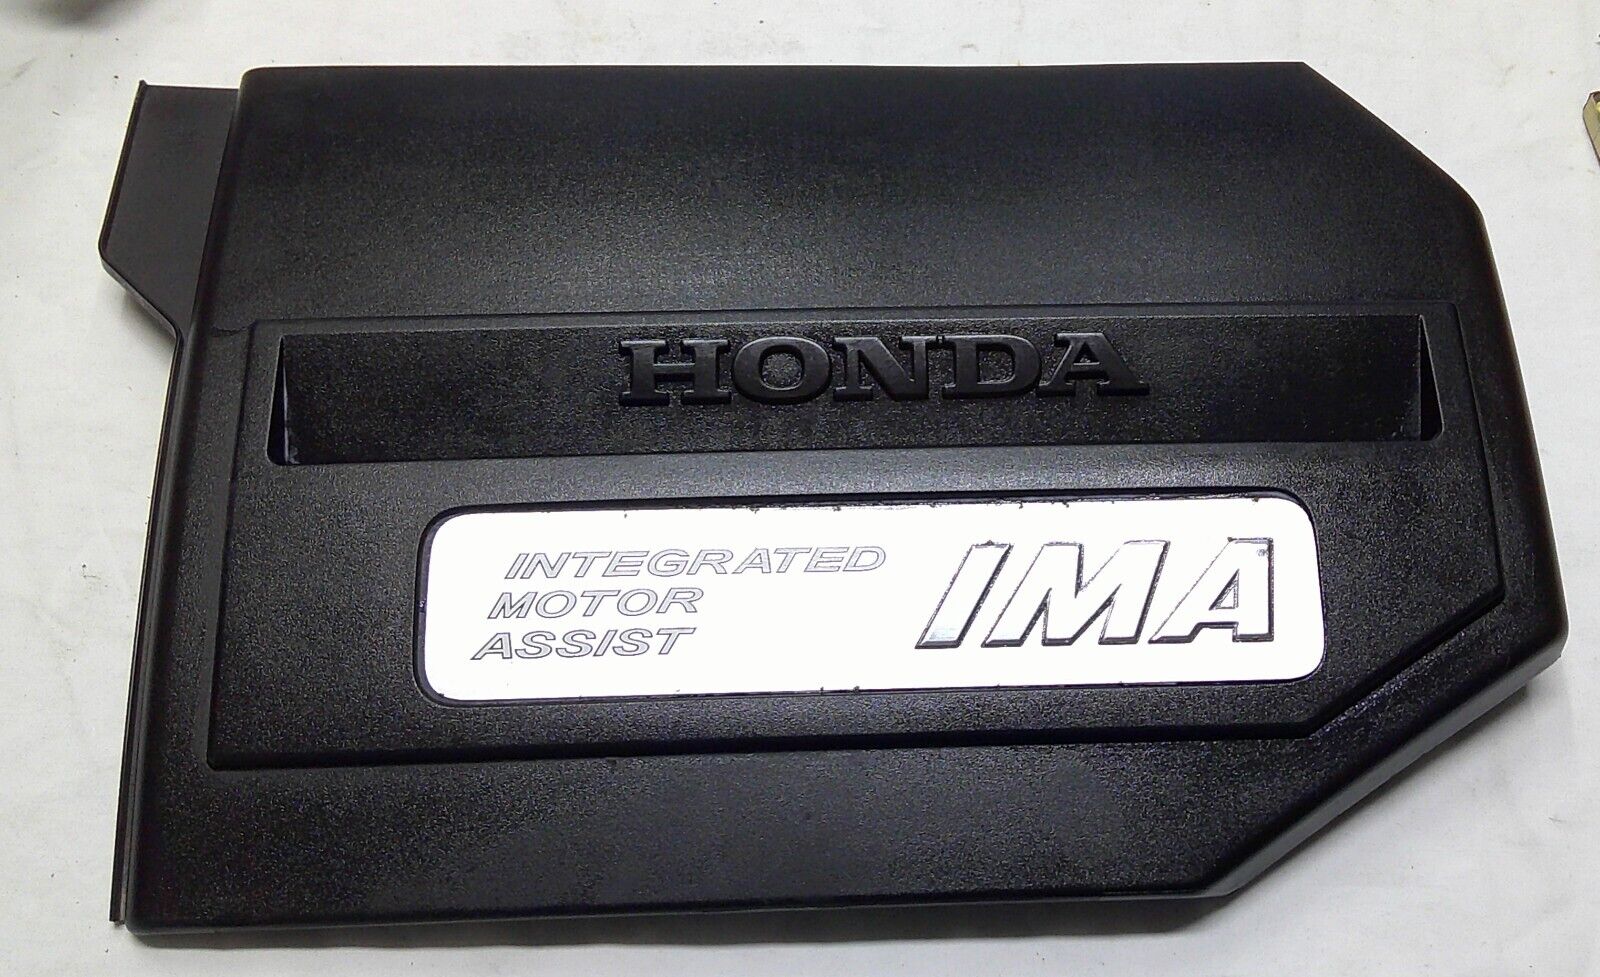 HONDA
INTEGRATED
MOTOR
ASSIST
IMA